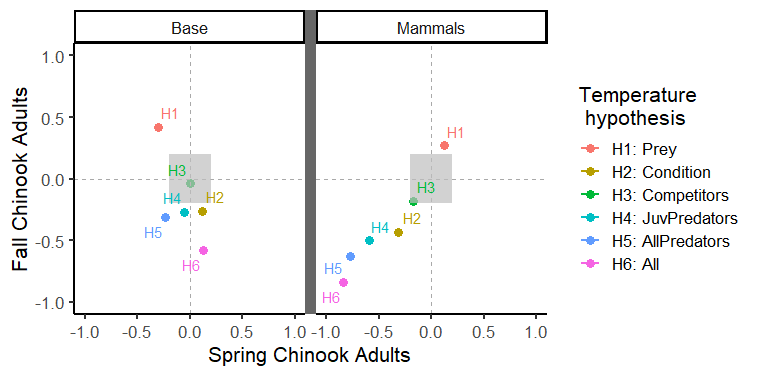 Base
Mammals
Fall Chinook Adults
1.0
0.5
0.0
-0.5
-1.0
H1
H3
H4
H2
H5
H6
H1
H3
H2
H4
H5
H6
-1.0 -0.5 0.0 0.5 1.0
-1.0 -0.5 0.0 0.5 1.0
Spring Chinook Adults
Temperature
hypothesis
H1: Prey
H2: Condition
H3: Competitors
H4: JuvPredators
H5: AllPredators
H6: All